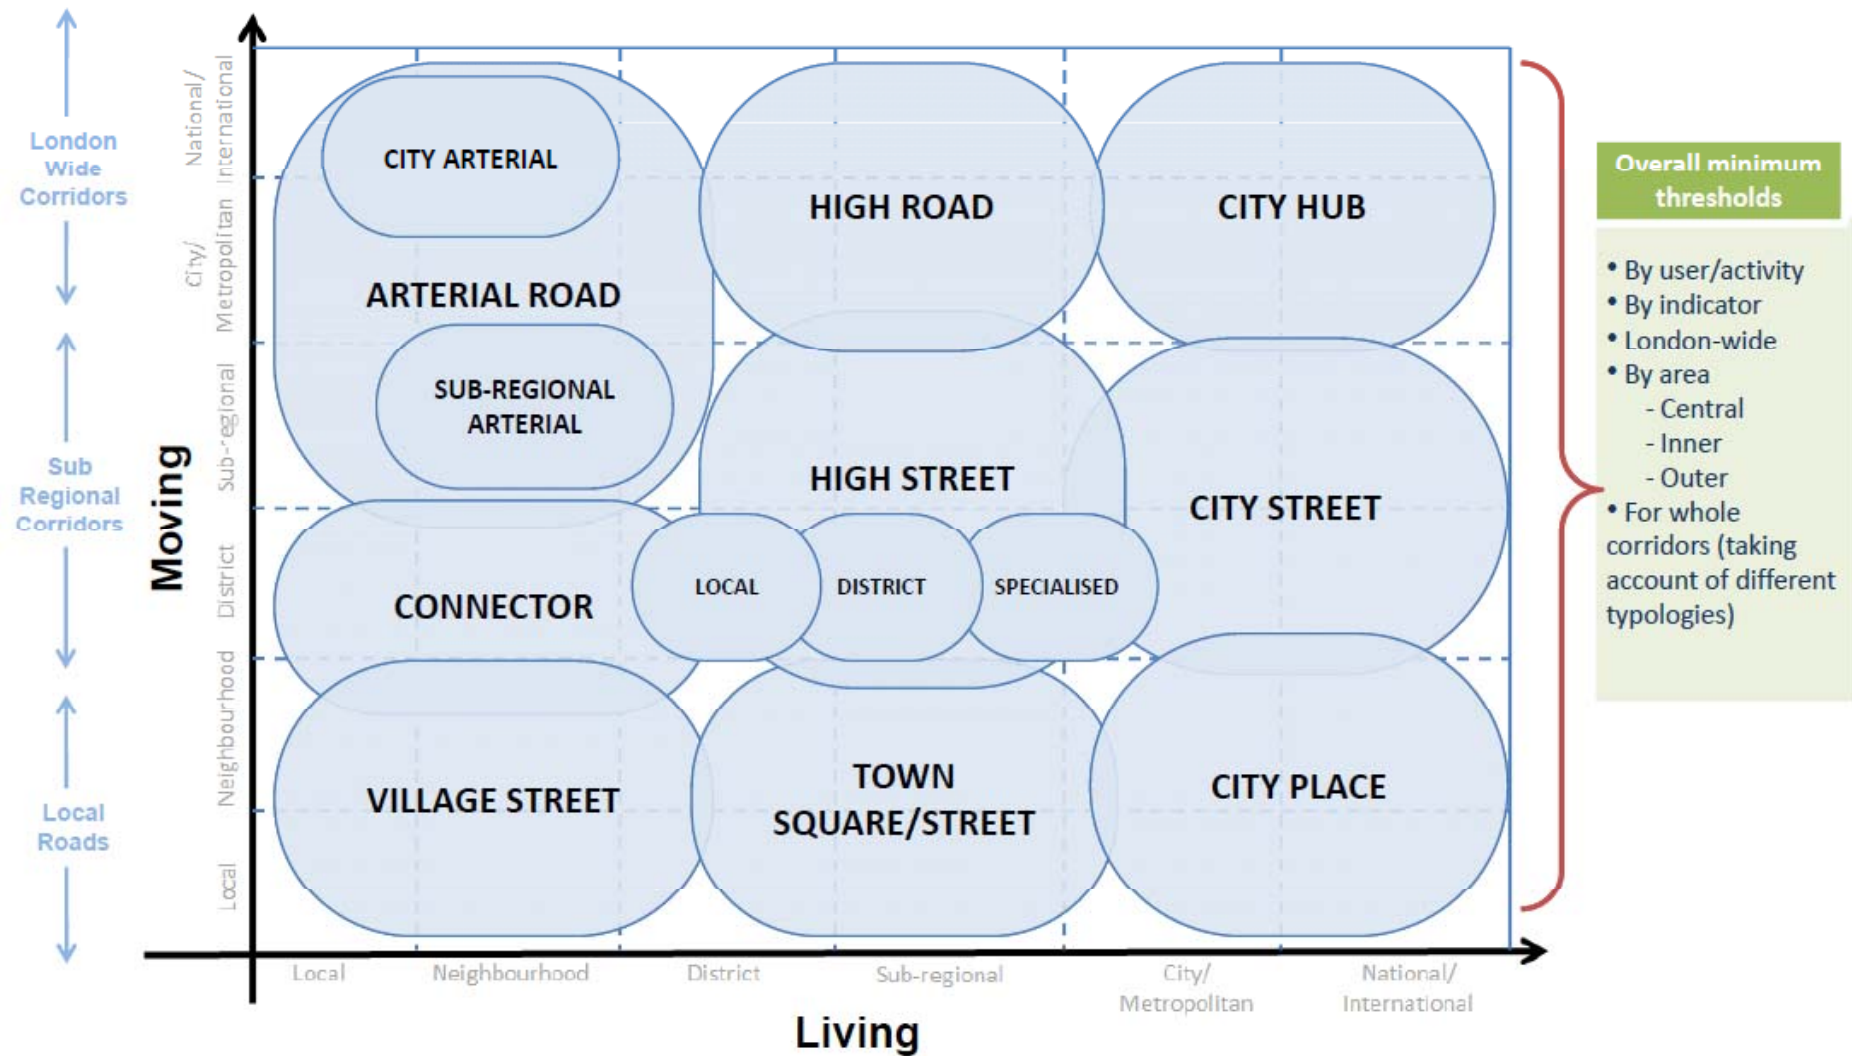 London
Wide
Corridors
Sub
Regional
Corridors
Local
Roads
Moving
National/
International
City/
Metropolitan
Sub-regional
District
Neighbourhood
Local
CITY ARTERIAL
ARTERIAL ROAD
SUB-REGIONAL
ARTERIAL
HIGH ROAD
CITY HUB
HIGH STREET
CITY STREET
CONNECTOR
LOCAL
DISTRICT
SPECIALISED
VILLAGE STREET
TOWN
SQUARE/STREET
CITY PLACE
Local
Neighbourhood
District
Sub-regional
City/
Metropolitan
National/
International
Living
Overall minimum
thresholds
• By user/activity
• By indicator
• London-wide
• By area
- Central
- Inner
- Outer
• For whole
corridors (taking
account of different
typologies)